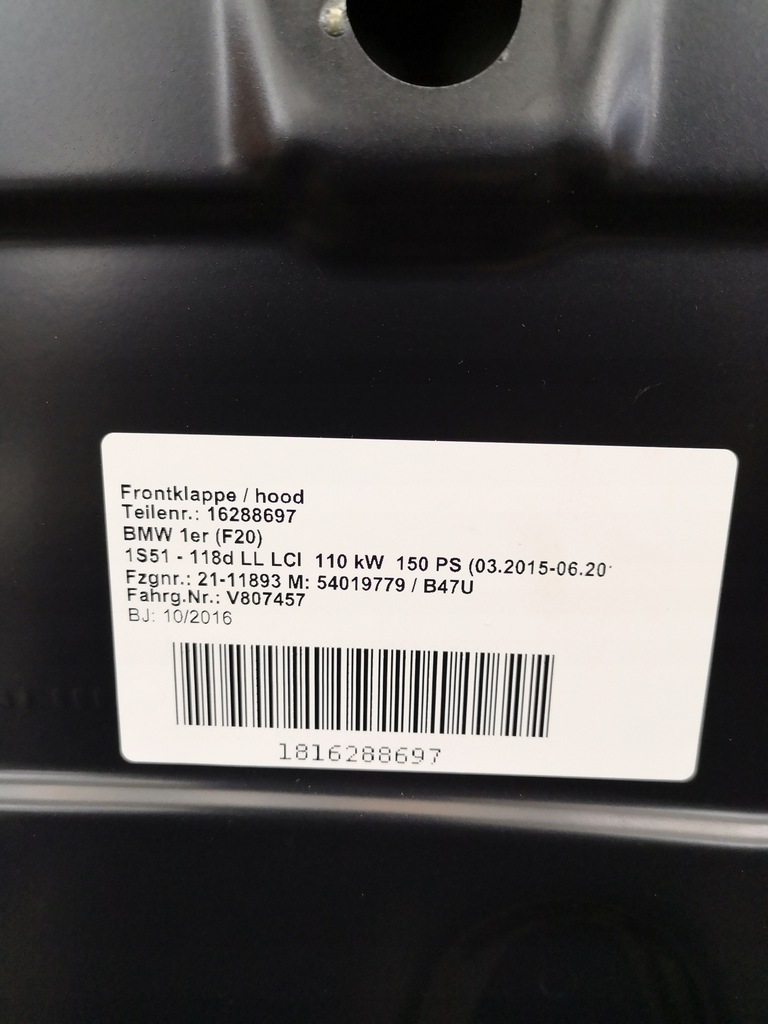 Frontklappe / hood
Teilenr.: 16288697
BMW 1er (F20)
1S51 - 118d LL LCI 110 kW 150 PS (03.2015-06.20
Fzgnr.: 21-11893 M: 54019779 / B47U
Fahrg.Nr.: V807457
BJ: 10/2016
1816288697